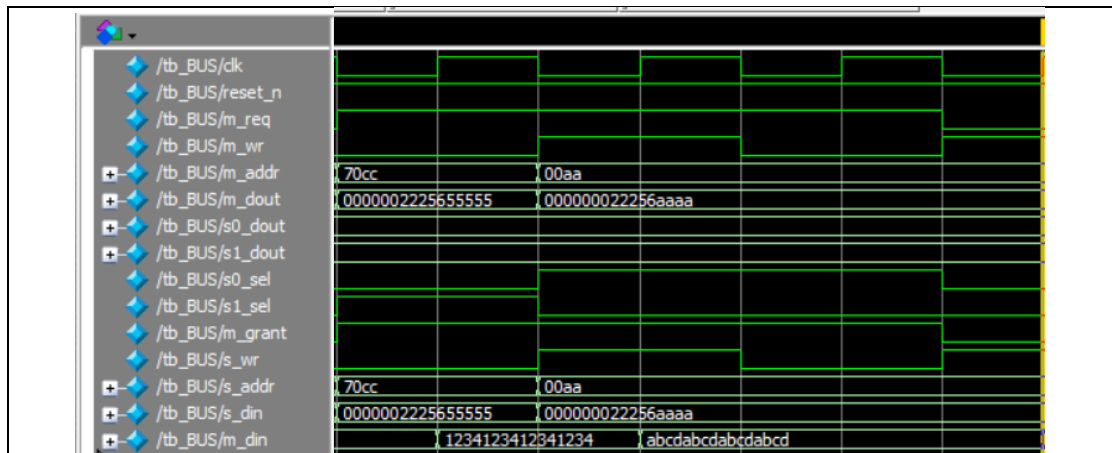 /tb_BUS/clk
/tb_BUS/reset_n
/tb_BUS/m_req
/tb_BUS/m_wr
/tb_BUS/m_addr 70cc 00aa
/tb_BUS/m_dout 0000002225655555 000000022256aaaa
/tb_BUS/s0_dout
/tb_BUS/s1_dout
/tb_BUS/s0_sel
/tb_BUS/s1_sel
/tb_BUS/m_grant
/tb_BUS/s_wr
/tb_BUS/s_addr 70cc 00aa
/tb_BUS/s_din 0000002225655555 000000022256aaaa
/tb_BUS/m_din 1234123412341234 abcdabcdabcdabcd